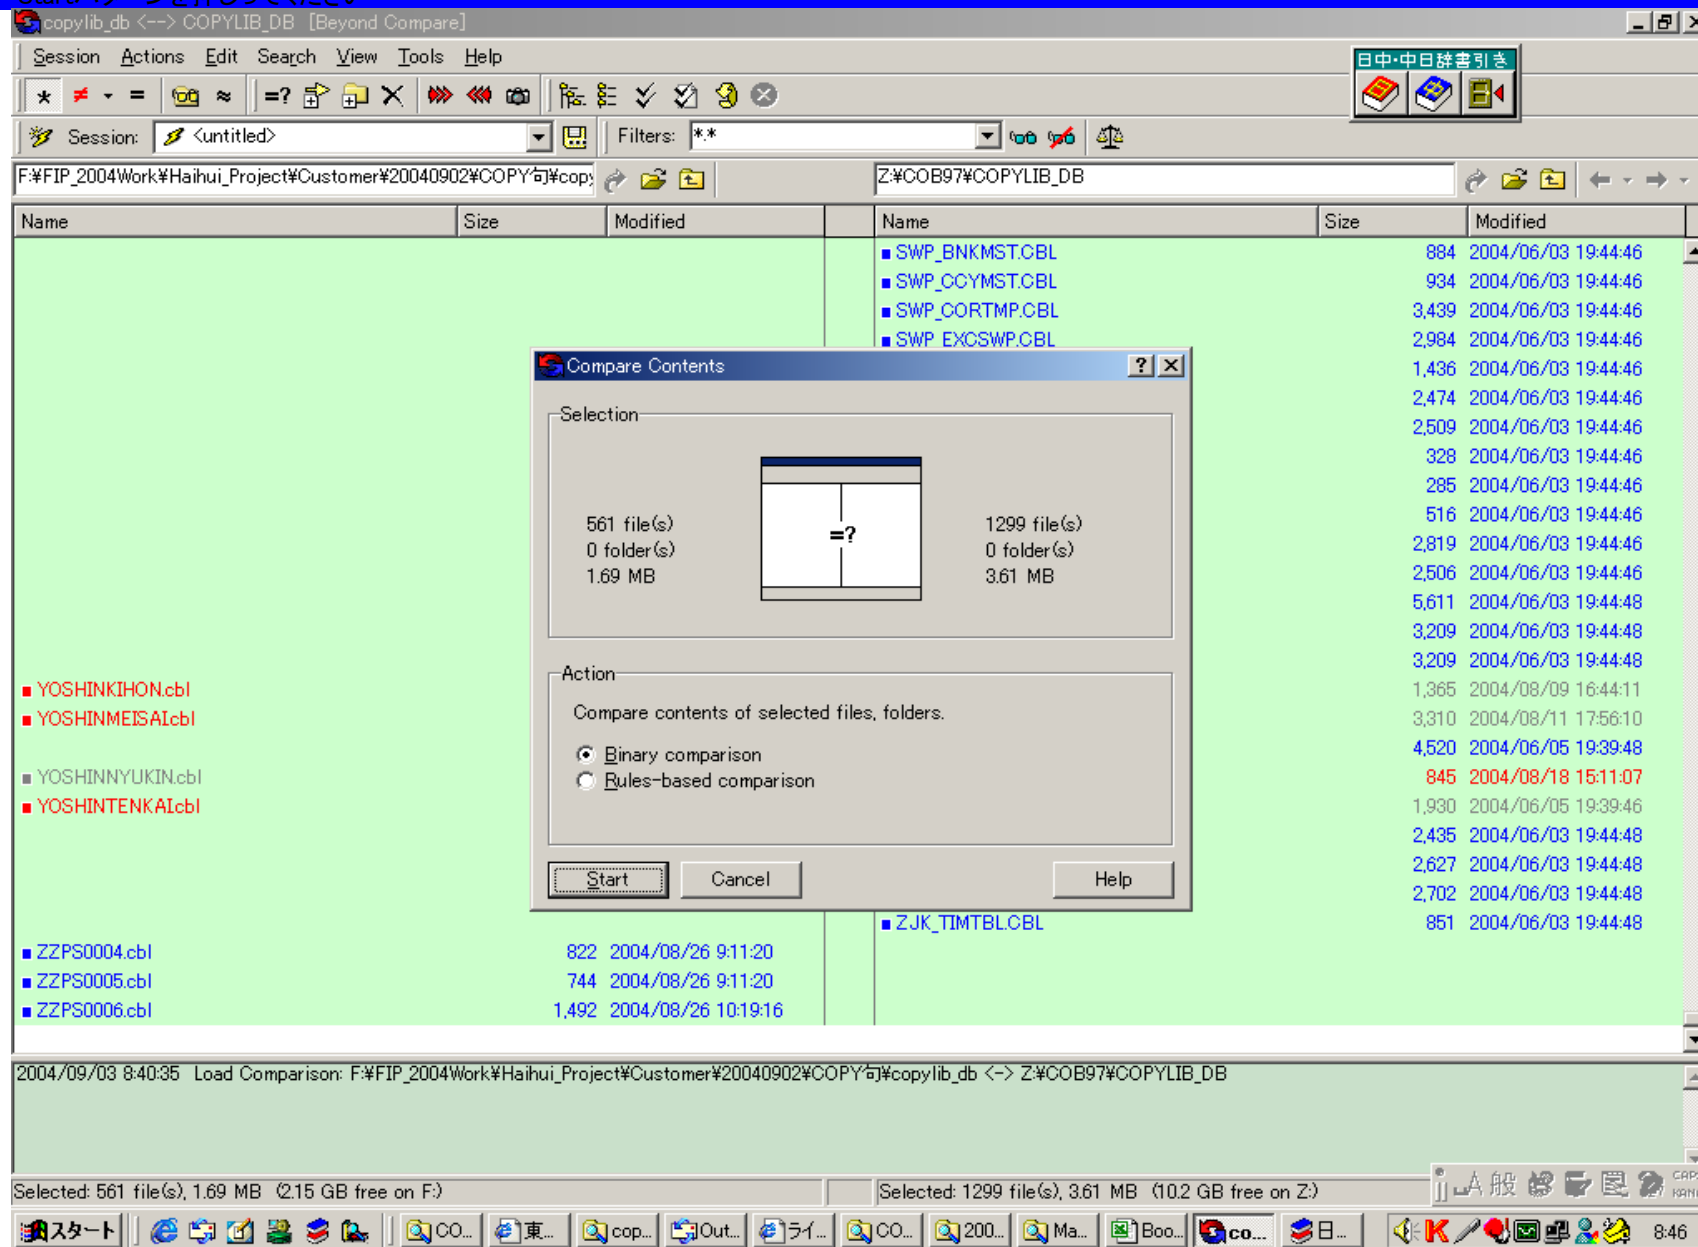 copylib_db <--> COPYLIB_DB [Beyond Compare]
Session Actions Edit Search View Tools Help
日中・中日辞書引き
Session: <untitled> Filters: *.*
F:¥FIP_2004Work¥Haihui_Project¥Customer¥20040902¥COPY句¥copy Z:¥COB97¥COPYLIB_DB
Name Size Modified Name Size Modified
SWP_BNKMST.CBL 884 2004/06/03 19:44:46
SWP_CCYMST.CBL 934 2004/06/03 19:44:46
SWP_CORTMP.CBL 3,439 2004/06/03 19:44:46
SWP_EXCSWP.CBL 2,984 2004/06/03 19:44:46
1,436 2004/06/03 19:44:46
2,474 2004/06/03 19:44:46
2,509 2004/06/03 19:44:46
328 2004/06/03 19:44:46
285 2004/06/03 19:44:46
516 2004/06/03 19:44:46
2,819 2004/06/03 19:44:46
2,506 2004/06/03 19:44:46
5,611 2004/06/03 19:44:48
3,209 2004/06/03 19:44:48
3,209 2004/06/03 19:44:48
YOSHINKIHON.cbl 1,365 2004/08/09 16:44:11
YOSHINMEISAI.cbl 3,310 2004/08/11 17:56:10
4,520 2004/06/05 19:39:48
YOSHINNYUKIN.cbl 845 2004/08/18 15:11:07
YOSHINTENKAI.cbl 1,930 2004/06/05 19:39:46
2,435 2004/06/03 19:44:48
2,627 2004/06/03 19:44:48
2,702 2004/06/03 19:44:48
ZJK_TIMTBL.CBL 851 2004/06/03 19:44:48
ZZPS0004.cbl 822 2004/08/26 9:11:20
ZZPS0005.cbl 744 2004/08/26 9:11:20
ZZPS0006.cbl 1,492 2004/08/26 10:19:16
Compare Contents
Selection
561 file(s) =? 1299 file(s)
0 folder(s) 0 folder(s)
1.69 MB 3.61 MB
Action
Compare contents of selected files, folders.
Binary comparison
Rules-based comparison
Start Cancel Help
2004/09/03 8:40:35 Load Comparison: F:¥FIP_2004Work¥Haihui_Project¥Customer¥20040902¥COPY句¥copylib_db <-> Z:¥COB97¥COPYLIB_DB
Selected: 561 file(s), 1.69 MB (2.15 GB free on F:) Selected: 1299 file(s), 3.61 MB (10.2 GB free on Z:)
A 般 CAP KANA
スタート CO... 東... cop... Out... ライ... CO... 200... Ma... Boo... co... 日... 8:46